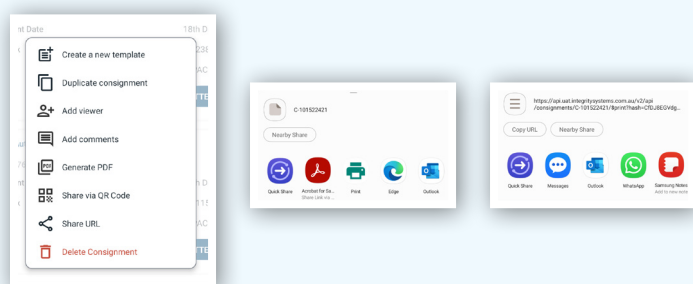 nt Date
18th D
Create a new template
Duplicate consignment
Add viewer
Add comments
PDF
Generate PDF
Share via QR Code
Share URL
Delete Consignment
C-101522421
Nearby Share
Quick Share
Acrobat for Sa...
Share Link via ...
Print
Edge
Outlook
https://api.uat.integritysystems.com.au/v2/api
/consignments/C-101522421/$print?hash=CfDJ8EGVdg...
Copy URL
Nearby Share
Quick Share
Messages
Outlook
WhatsApp
Samsung Notes
Add to new note